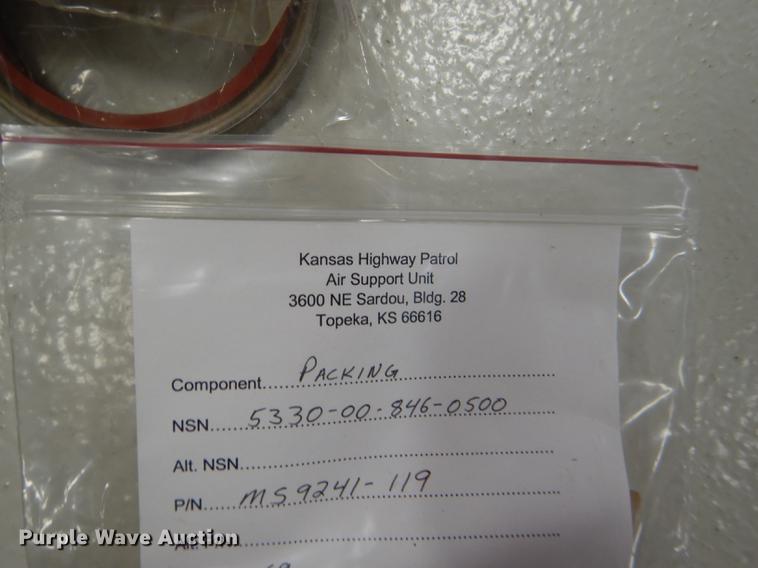 Kansas Highway Patrol
Air Support Unit
3600 NE Sardou, Bldg. 28
Topeka, KS 66616
Component....PACKING....
NSN....5330-00-846-0500....
Alt. NSN....
P/N....MS9241-119....
Purple Wave Auction